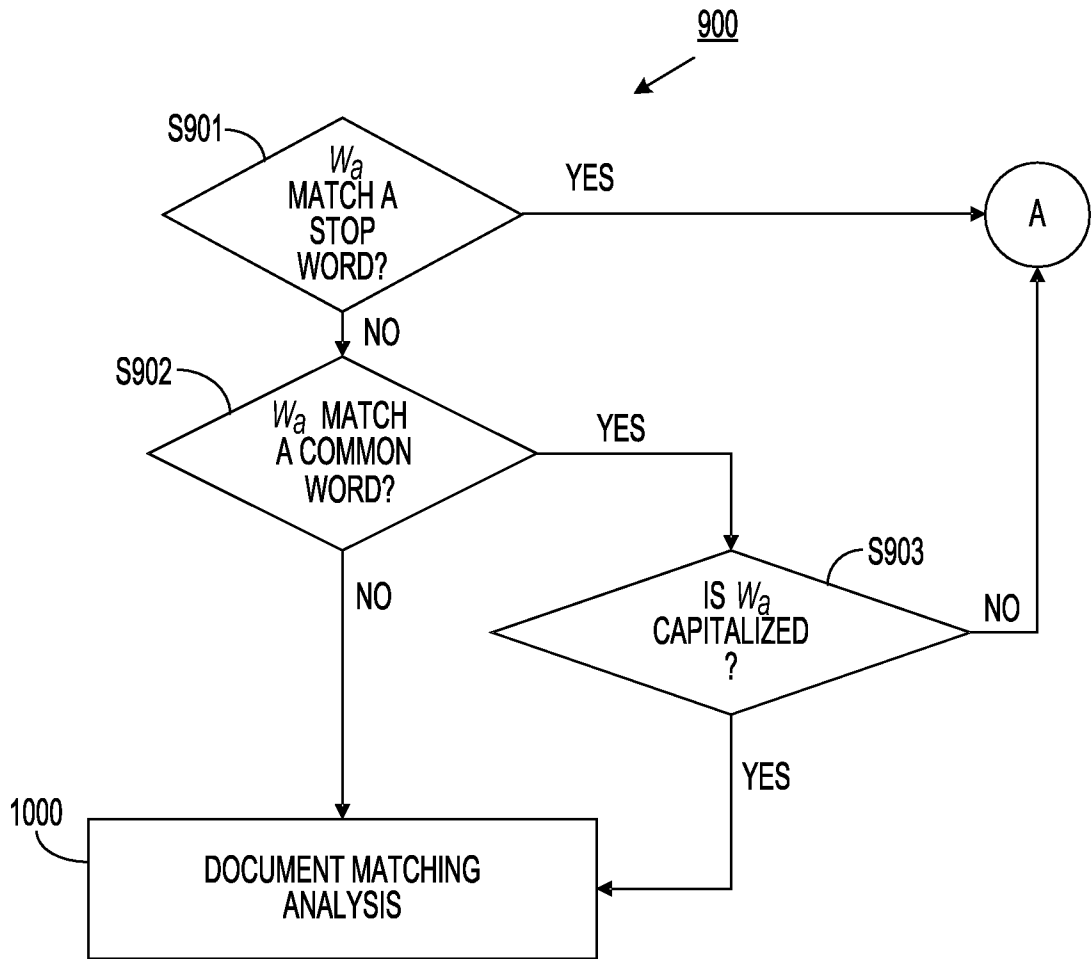 900
S901
Wa
MATCH A
STOP
WORD?
YES
A
NO
S902
Wa MATCH
A COMMON
WORD?
YES
S903
NO
IS Wa
CAPITALIZED
?
NO
YES
1000
DOCUMENT MATCHING
ANALYSIS